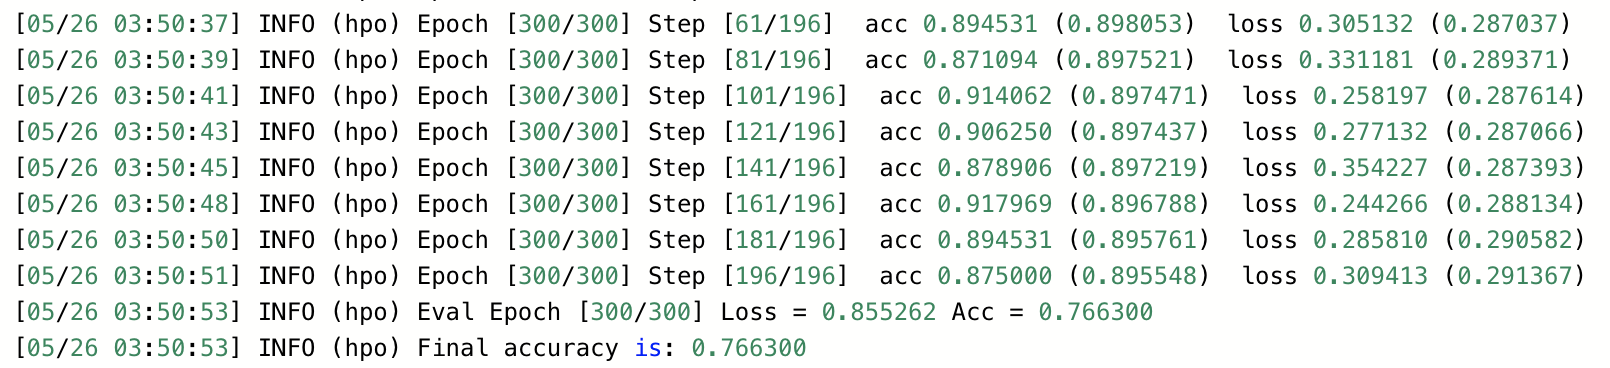 [05/26 03:50:37] INFO (hpo) Epoch [300/300] Step [61/196]  acc 0.894531 (0.898053)  loss 0.305132 (0.287037)
[05/26 03:50:39] INFO (hpo) Epoch [300/300] Step [81/196]  acc 0.871094 (0.897521)  loss 0.331181 (0.289371)
[05/26 03:50:41] INFO (hpo) Epoch [300/300] Step [101/196]  acc 0.914062 (0.897471)  loss 0.258197 (0.287614)
[05/26 03:50:43] INFO (hpo) Epoch [300/300] Step [121/196]  acc 0.906250 (0.897437)  loss 0.277132 (0.287066)
[05/26 03:50:45] INFO (hpo) Epoch [300/300] Step [141/196]  acc 0.878906 (0.897219)  loss 0.354227 (0.287393)
[05/26 03:50:48] INFO (hpo) Epoch [300/300] Step [161/196]  acc 0.917969 (0.896788)  loss 0.244266 (0.288134)
[05/26 03:50:50] INFO (hpo) Epoch [300/300] Step [181/196]  acc 0.894531 (0.895761)  loss 0.285810 (0.290582)
[05/26 03:50:51] INFO (hpo) Epoch [300/300] Step [196/196]  acc 0.875000 (0.895548)  loss 0.309413 (0.291367)
[05/26 03:50:53] INFO (hpo) Eval Epoch [300/300] Loss = 0.855262 Acc = 0.766300
[05/26 03:50:53] INFO (hpo) Final accuracy is: 0.766300